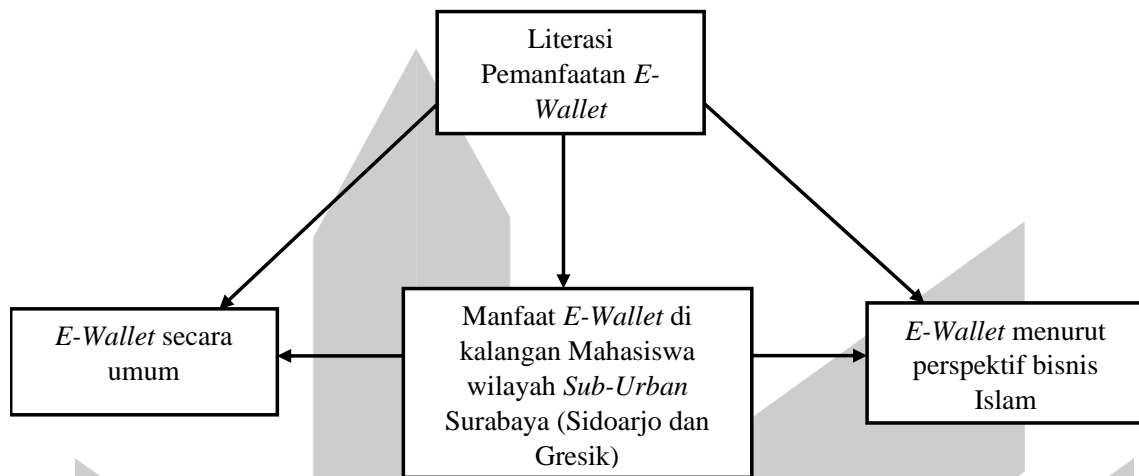 Literasi
Pemanfaatan E-
Wallet
E-Wallet secara
umum
Manfaat E-Wallet di
kalangan Mahasiswa
wilayah Sub-Urban
Surabaya (Sidoarjo dan
Gresik)
E-Wallet menurut
perspektif bisnis
Islam